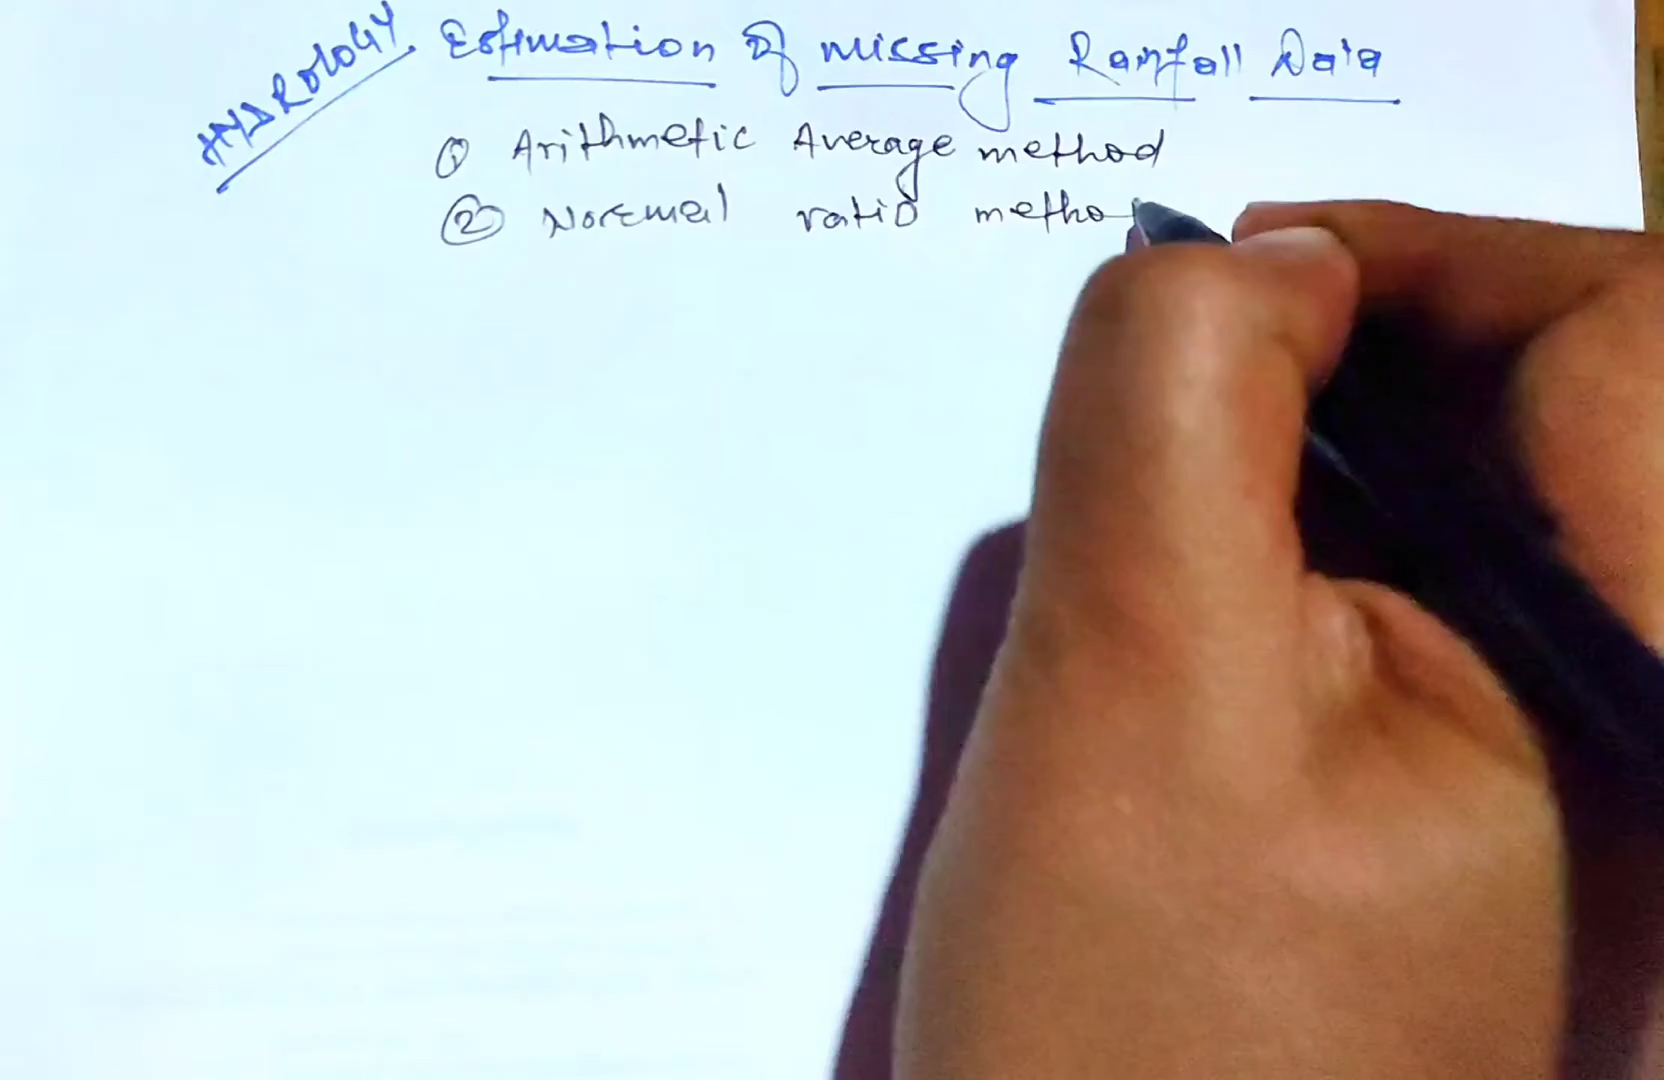 HYDROLOGY
Estimation Of missing Rainfall Data
① Arithmetic Average method
② Normal ratio metho